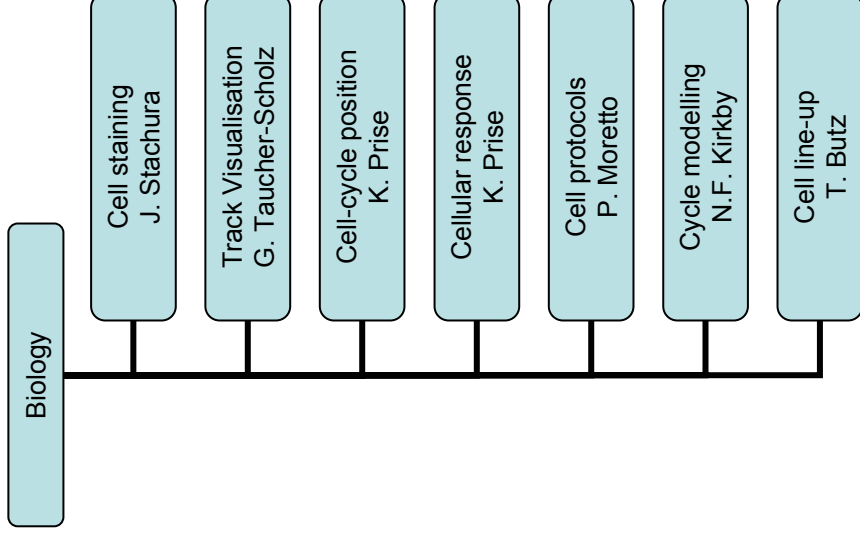 Biology
Cell staining
J. Stachura
Track Visualisation
G. Taucher-Scholz
Cell-cycle position
K. Prise
Cellular response
K. Prise
Cell protocols
P. Moretto
Cycle modelling
N.F. Kirkby
Cell line-up
T. Butz